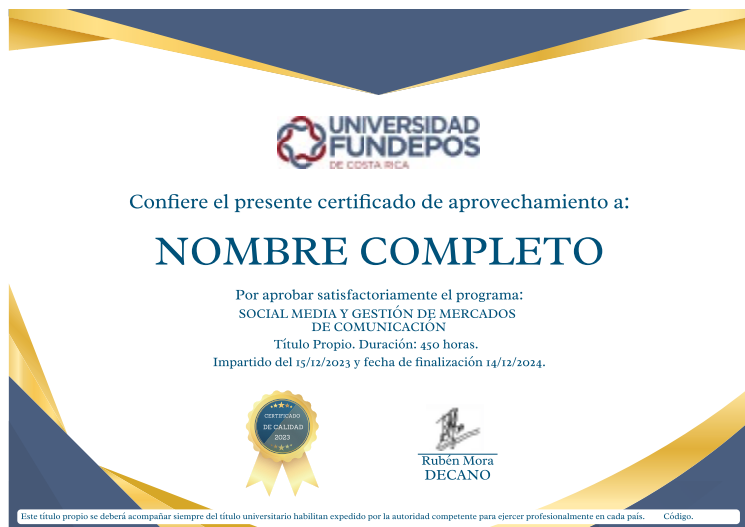 UNIVERSIDAD
FUNDEPOS
DE COSTA RICA
Confiere el presente certificado de aprovechamiento a:
NOMBRE COMPLETO
Por aprobar satisfactoriamente el programa:
SOCIAL MEDIA Y GESTIÓN DE MERCADOS
DE COMUNICACIÓN
Título Propio. Duración: 450 horas.
Impartido del 15/12/2023 y fecha de finalización 14/12/2024.
CERTIFICADO
DE CALIDAD
2023
Rubén Mora
DECANO
Este título propio se deberá acompañar siempre del título universitario habilitan expedido por la autoridad competente para ejercer profesionalmente en cada país. Código.